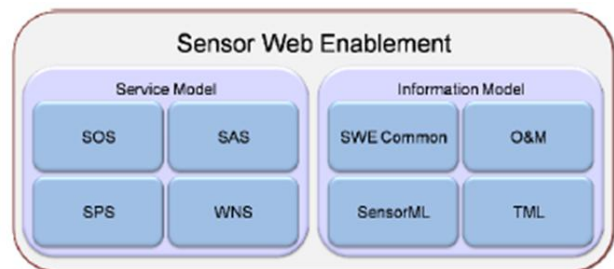 Sensor Web Enablement
Service Model
SOS
SAS
SPS
WNS
Information Model
SWE Common
O&M
SensorML
TML